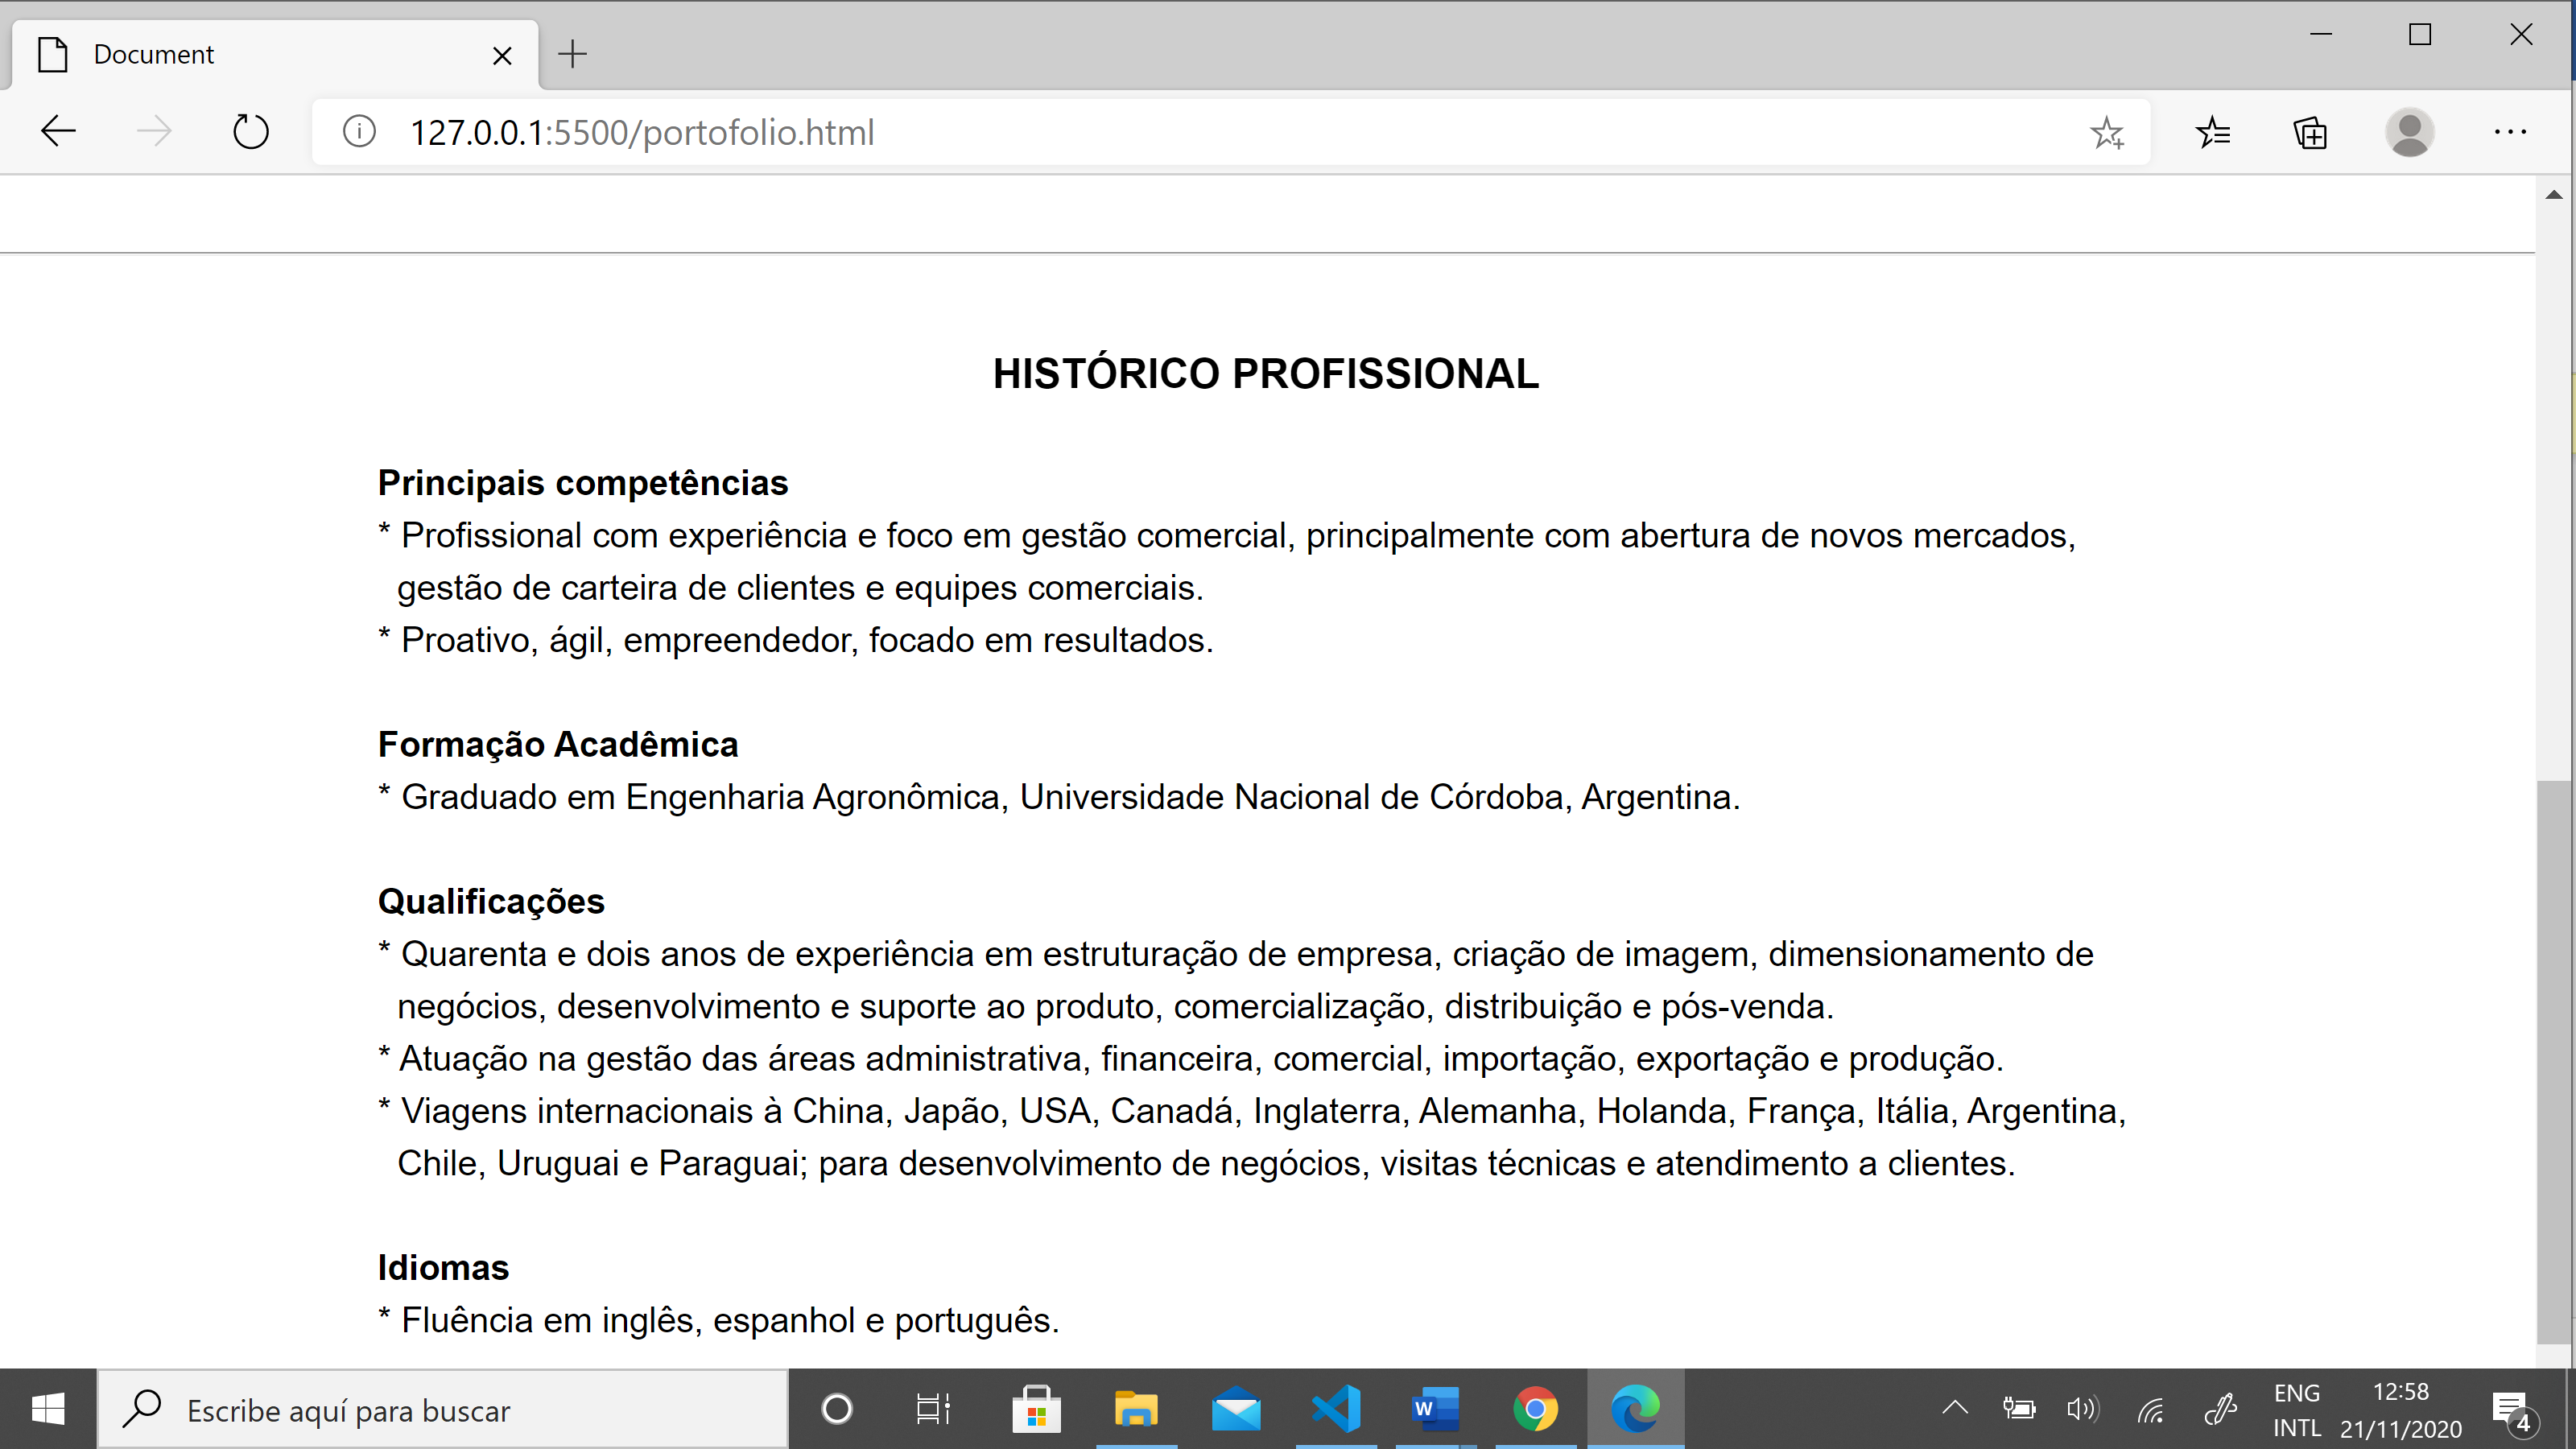 Document
127.0.0.1:5500/portofolio.html
HISTÓRICO PROFISSIONAL
Principais competências
* Profissional com experiência e foco em gestão comercial, principalmente com abertura de novos mercados,
gestão de carteira de clientes e equipes comerciais.
* Proativo, ágil, empreendedor, focado em resultados.
Formação Acadêmica
* Graduado em Engenharia Agronômica, Universidade Nacional de Córdoba, Argentina.
Qualificações
* Quarenta e dois anos de experiência em estruturação de empresa, criação de imagem, dimensionamento de
negócios, desenvolvimento e suporte ao produto, comercialização, distribuição e pós-venda.
* Atuação na gestão das áreas administrativa, financeira, comercial, importação, exportação e produção.
* Viagens internacionais à China, Japão, USA, Canadá, Inglaterra, Alemanha, Holanda, França, Itália, Argentina,
Chile, Uruguai e Paraguai; para desenvolvimento de negócios, visitas técnicas e atendimento a clientes.
Idiomas
* Fluência em inglês, espanhol e português.
Escribe aquí para buscar
W
ENG
INTL
12:58
21/11/2020
4